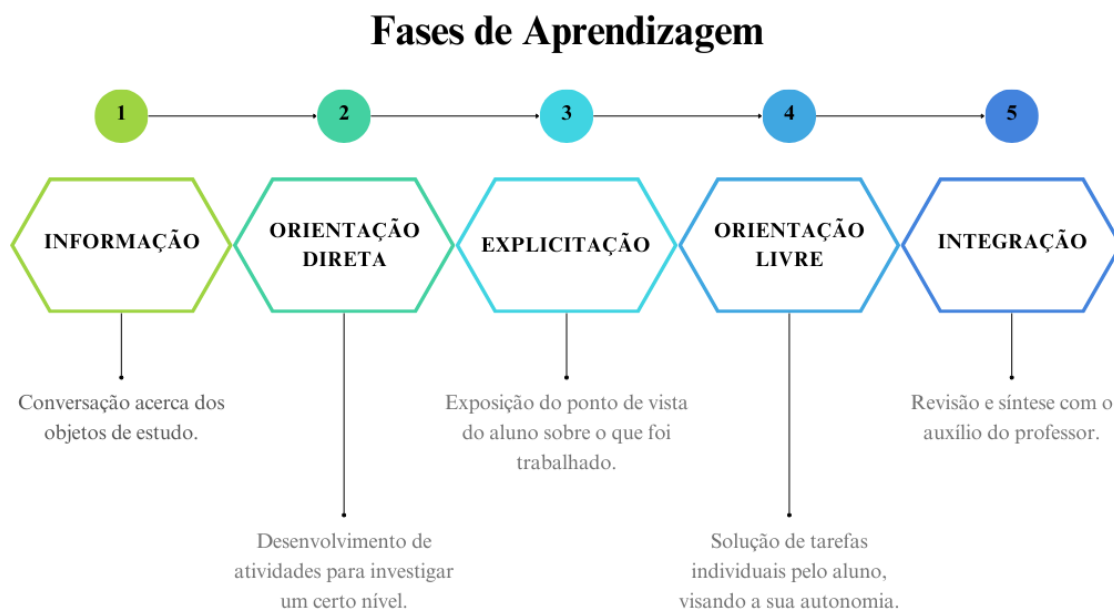 Fases de Aprendizagem
1
2
3
4
5
INFORMAÇÃO
ORIENTAÇÃO
DIRETA
EXPLICITAÇÃO
ORIENTAÇÃO
LIVRE
INTEGRAÇÃO
Conversação acerca dos
objetos de estudo.
Desenvolvimento de
atividades para investigar
um certo nível.
Exposição do ponto de vista
do aluno sobre o que foi
trabalhado.
Solução de tarefas
individuais pelo aluno,
visando a sua autonomia.
Revisão e síntese com o
auxílio do professor.